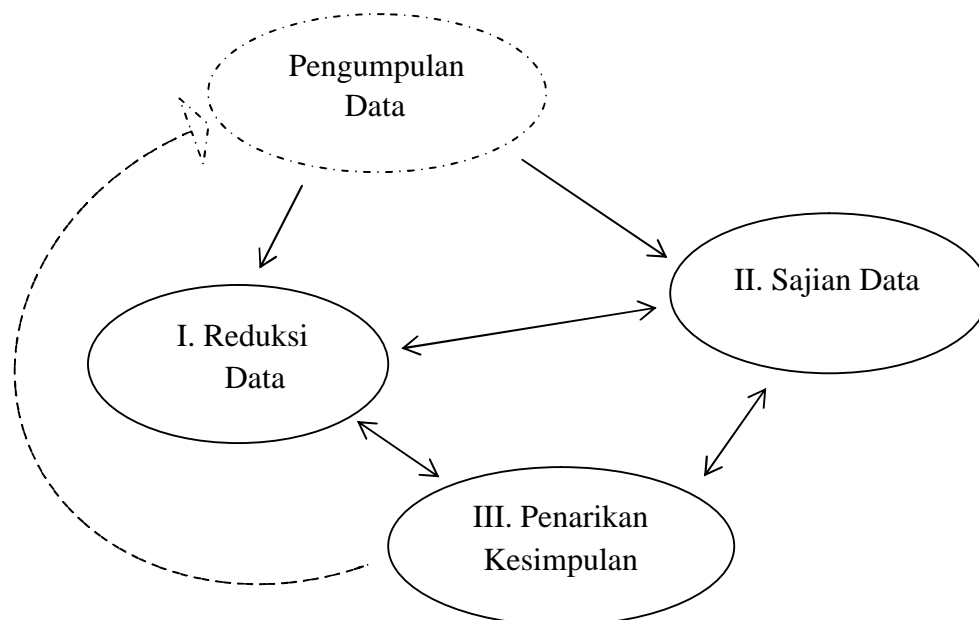 Pengumpulan
Data
II. Sajian Data
I. Reduksi
Data
III. Penarikan
Kesimpulan